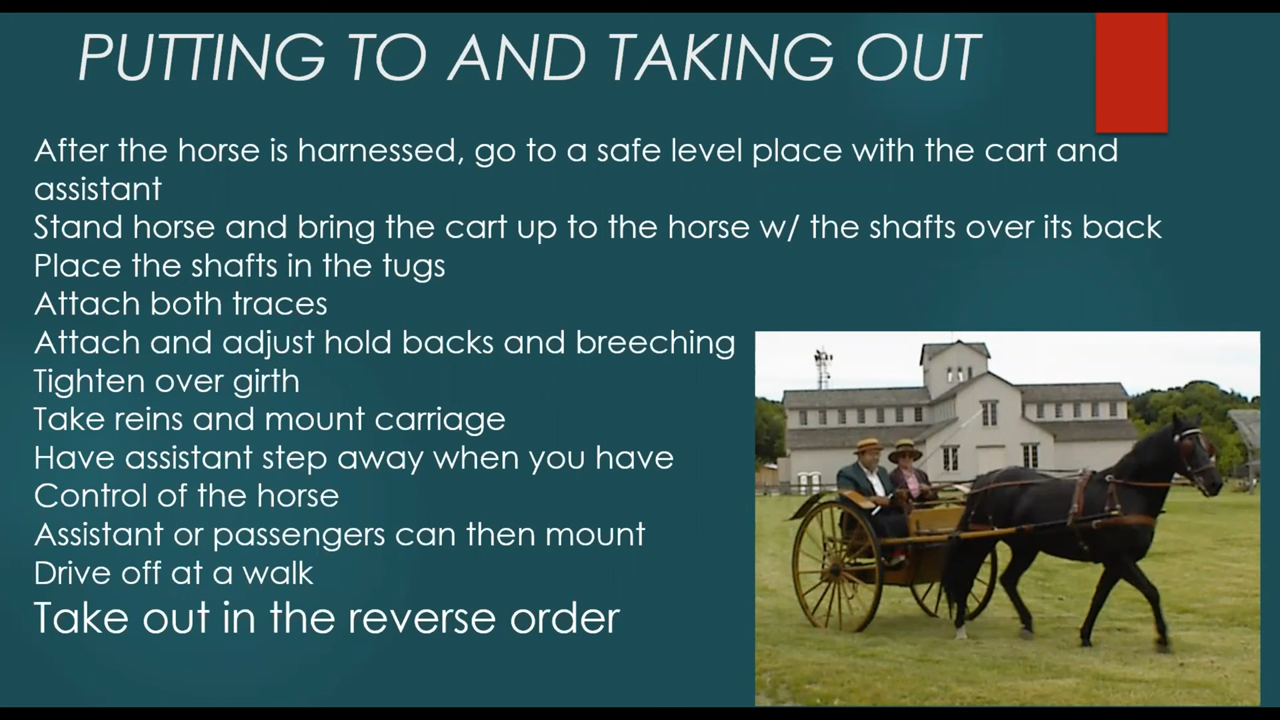 PUTTING TO AND TAKING OUT
After the horse is harnessed, go to a safe level place with the cart and
assistant
Stand horse and bring the cart up to the horse w/ the shafts over its back
Place the shafts in the tugs
Attach both traces
Attach and adjust hold backs and breeching
Tighten over girth
Take reins and mount carriage
Have assistant step away when you have
Control of the horse
Assistant or passengers can then mount
Drive off at a walk
Take out in the reverse order